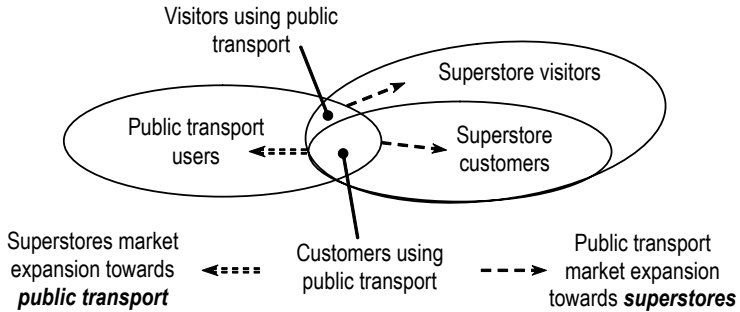 Visitors using public
transport
Superstore visitors
Public transport
users
Superstore
customers
Superstores market
expansion towards
public transport
Customers using
public transport
Public transport
market expansion
towards superstores